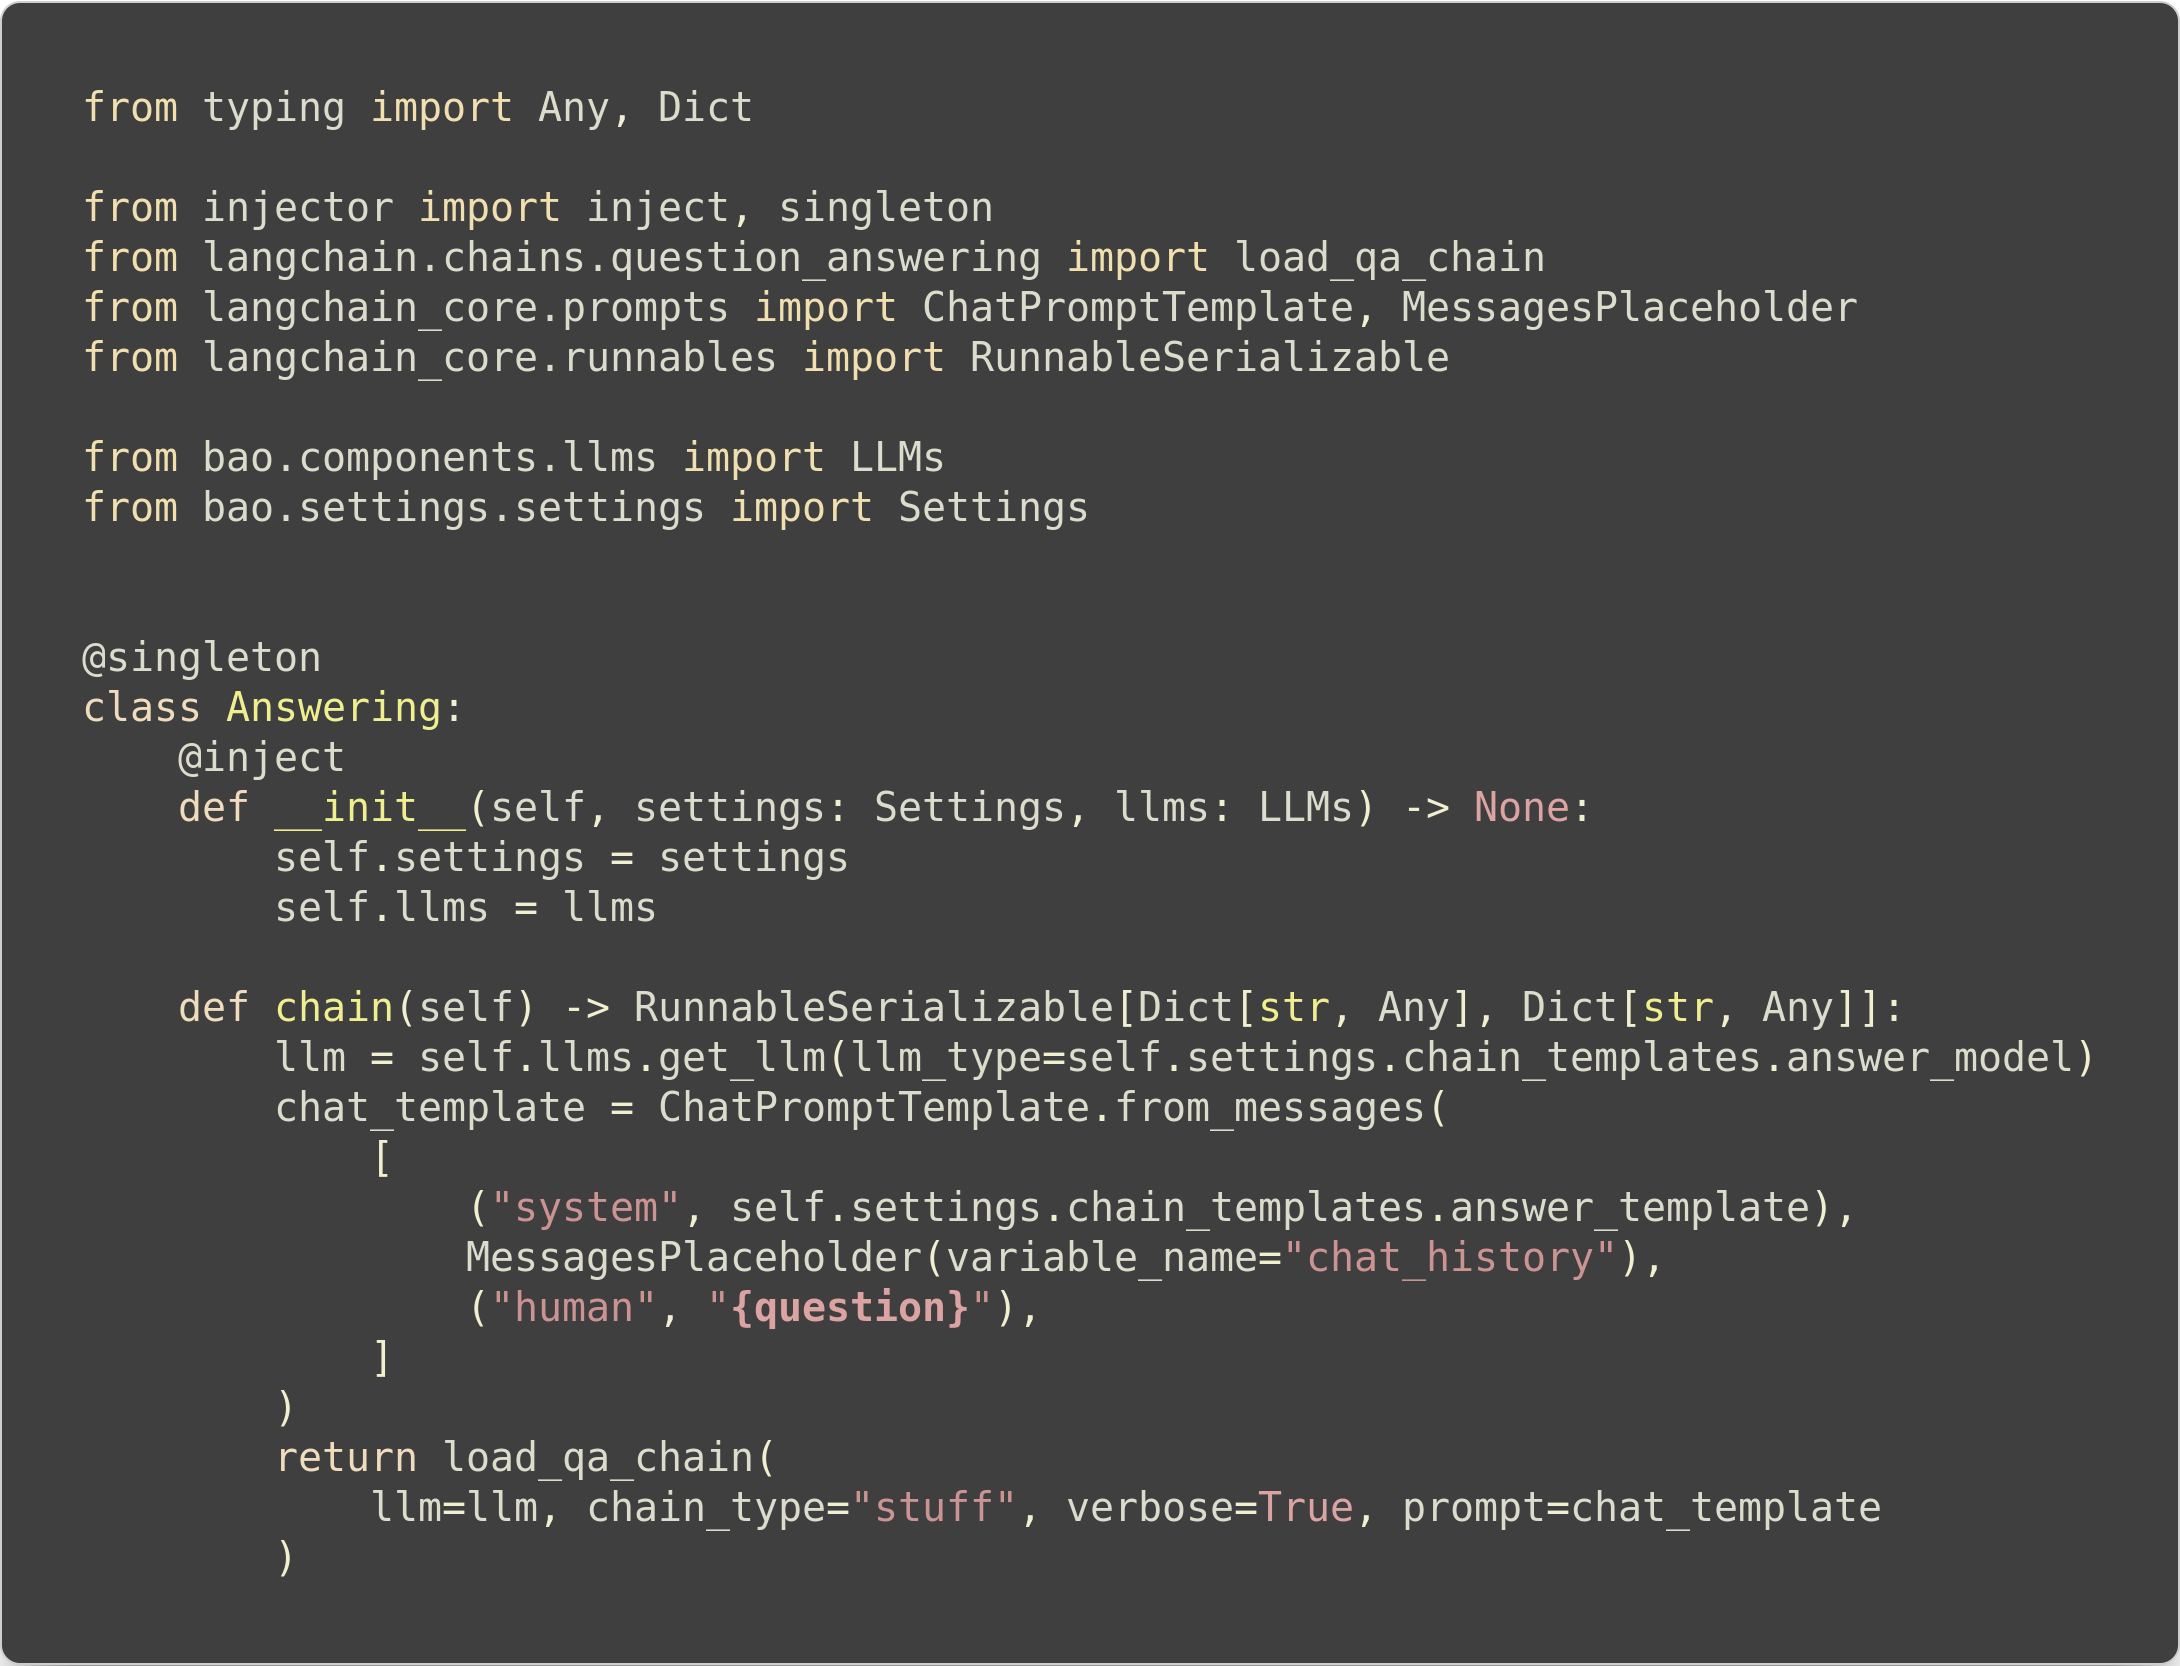 from typing import Any, Dict

from injector import inject, singleton
from langchain.chains.question_answering import load_qa_chain
from langchain_core.prompts import ChatPromptTemplate, MessagesPlaceholder
from langchain_core.runnables import RunnableSerializable

from bao.components.llms import LLMs
from bao.settings.settings import Settings


@singleton
class Answering:
    @inject
    def __init__(self, settings: Settings, llms: LLMs) -> None:
        self.settings = settings
        self.llms = llms

    def chain(self) -> RunnableSerializable[Dict[str, Any], Dict[str, Any]]:
        llm = self.llms.get_llm(llm_type=self.settings.chain_templates.answer_model)
        chat_template = ChatPromptTemplate.from_messages(
            [
                ("system", self.settings.chain_templates.answer_template),
                MessagesPlaceholder(variable_name="chat_history"),
                ("human", "{question}"),
            ]
        )
        return load_qa_chain(
            llm=llm, chain_type="stuff", verbose=True, prompt=chat_template
        )